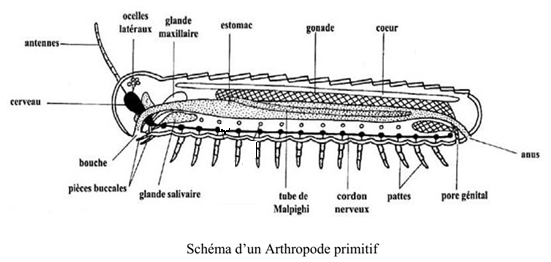 ocelles
latéraux
glande
maxillaire
estomac
gonade
coeur
antennes
cerveau
bouche
pièces buccales
glande salivaire
tube de
Malpighi
cordon
nerveux
pattes
pore génital
anus
Schéma d'un Arthropode primitif